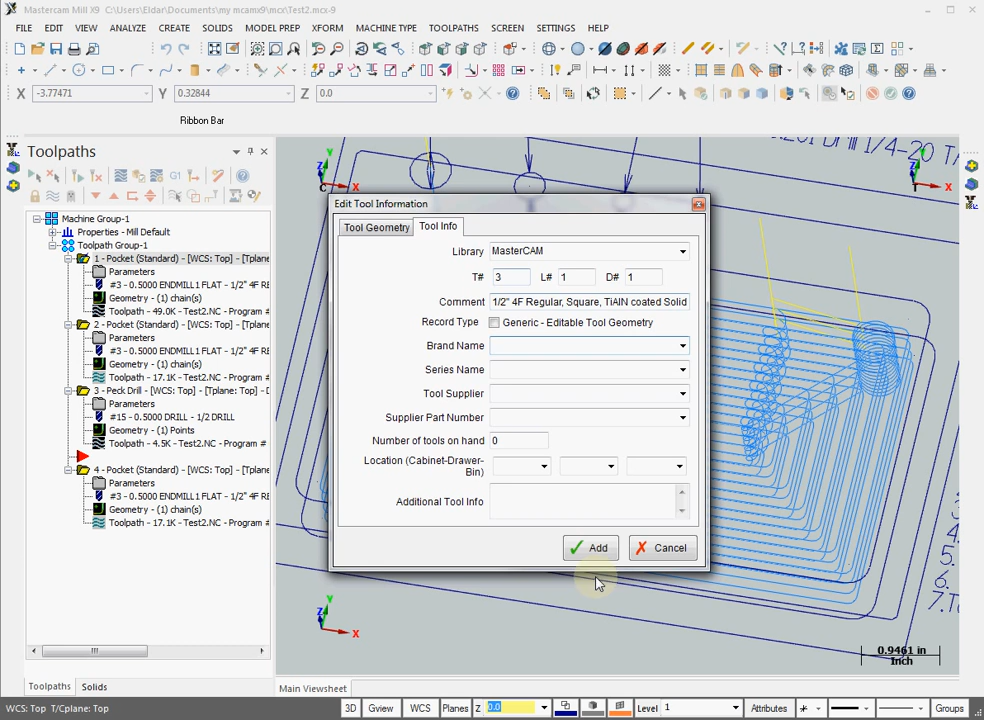 Mastercam Mill X9 C:\Users\Eldar\Documents\my mcamx9\mcx\Test2.mcx-9
FILE EDIT VIEW ANALYZE CREATE SOLIDS MODEL PREP XFORM MACHINE TYPE TOOLPATHS SCREEN SETTINGS HELP
X -3.77471 Y 0.32844 Z 0.0
Ribbon Bar
Toolpaths
Machine Group-1
Properties - Mill Default
Toolpath Group-1
1 - Pocket (Standard) - [WCS: Top] - [Tplane
Parameters
#3 - 0.5000 ENDMILL1 FLAT - 1/2" 4F RE
Geometry - (1) chain(s)
Toolpath - 49.0K - Test2.NC - Program #
2 - Pocket (Standard) - [WCS: Top] - [Tplane
Parameters
#3 - 0.5000 ENDMILL1 FLAT - 1/2" 4F RE
Geometry - (1) chain(s)
Toolpath - 17.1K - Test2.NC - Program #
3 - Peck Drill - [WCS: Top] - [Tplane: Top] - D
Parameters
#15 - 0.5000 DRILL - 1/2 DRILL
Geometry - (1) Points
Toolpath - 4.5K - Test2.NC - Program #
4 - Pocket (Standard) - [WCS: Top] - [Tplane
Parameters
#3 - 0.5000 ENDMILL1 FLAT - 1/2" 4F RE
Geometry - (1) chain(s)
Toolpath - 17.1K - Test2.NC - Program #
Toolpaths Solids
Edit Tool Information
Tool Geometry Tool Info
Library MasterCAM
T# 3 L# 1 D# 1
Comment 1/2" 4F Regular, Square, TiAlN coated Solid
Record Type Generic - Editable Tool Geometry
Brand Name
Series Name
Tool Supplier
Supplier Part Number
Number of tools on hand 0
Location (Cabinet-Drawer-
Bin)
Additional Tool Info
Add Cancel
Drill 1/4-20
Z Y X
X
4.
5.
6.
Z Y X
0.9461 in
Inch
Main Viewsheet
WCS: Top T/Cplane: Top 3D Gview WCS Planes Z 0.0 Level 1 Attributes Groups